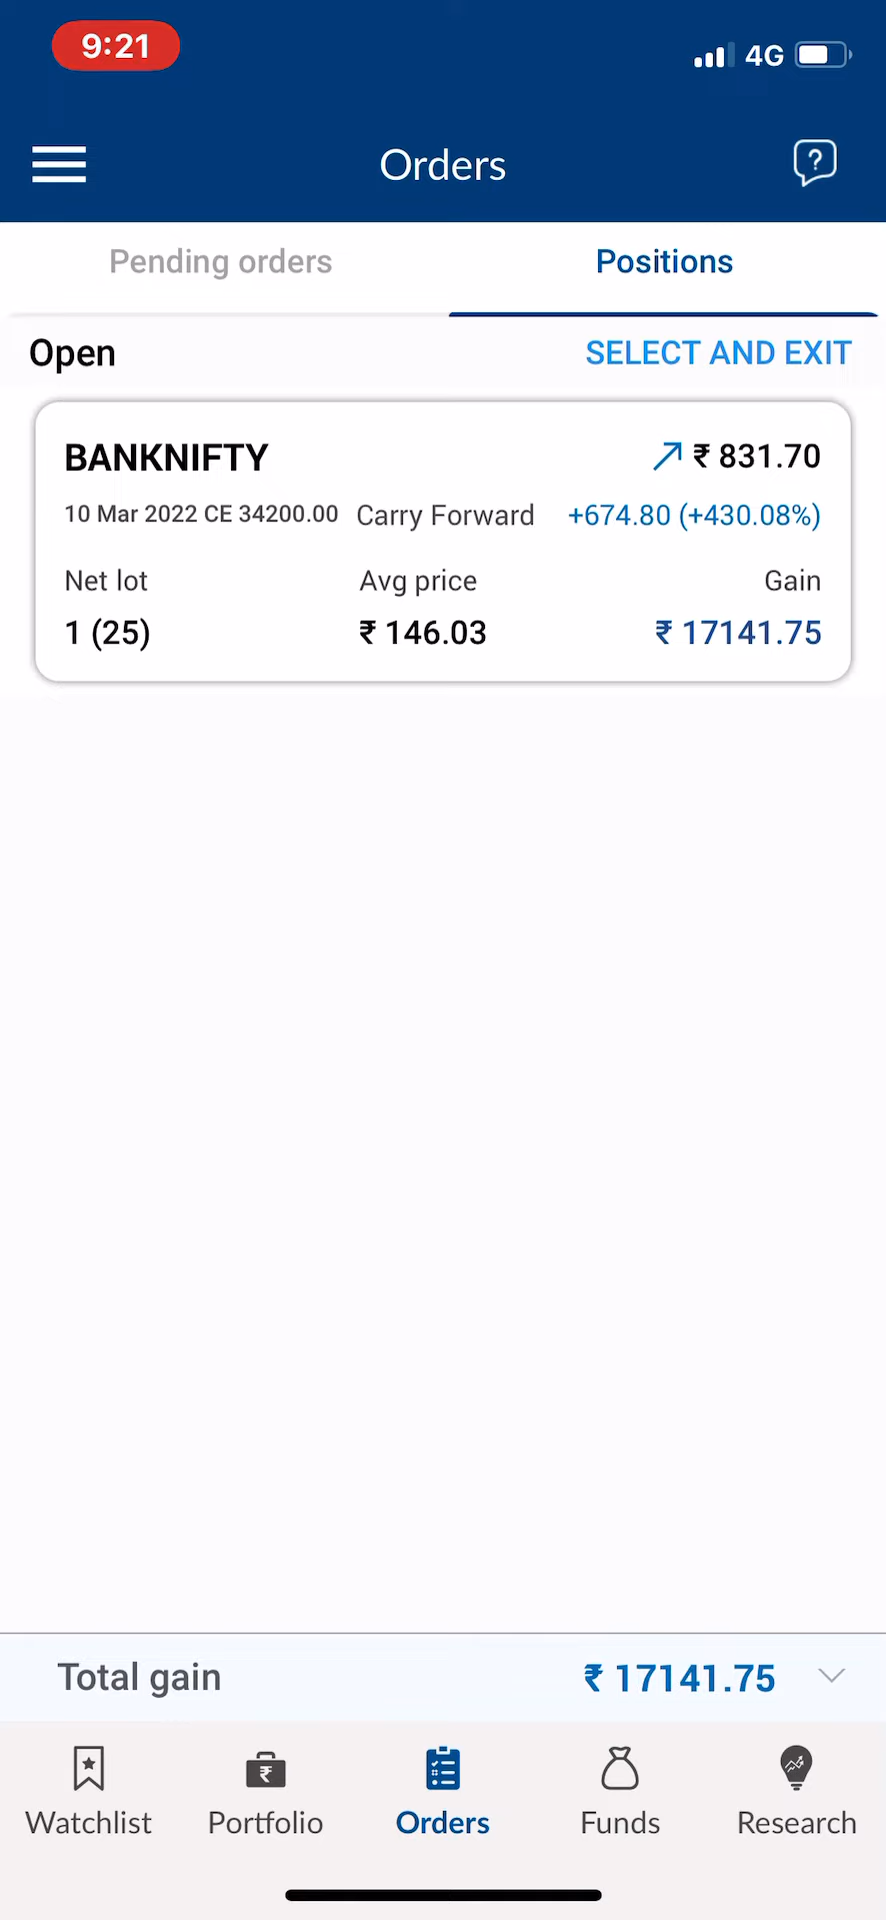 9:21 4G
Orders
Pending orders Positions
Open SELECT AND EXIT
BANKNIFTY ₹ 831.70
10 Mar 2022 CE 34200.00 Carry Forward +674.80 (+430.08%)
Net lot Avg price Gain
1 (25) ₹ 146.03 ₹ 17141.75
Total gain ₹ 17141.75
Watchlist Portfolio Orders Funds Research